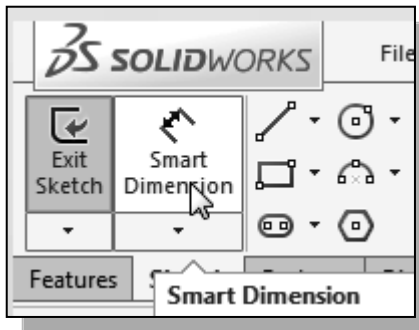 SOLIDWORKS File
Exit Sketch
Smart Dimension
Features
Smart Dimension